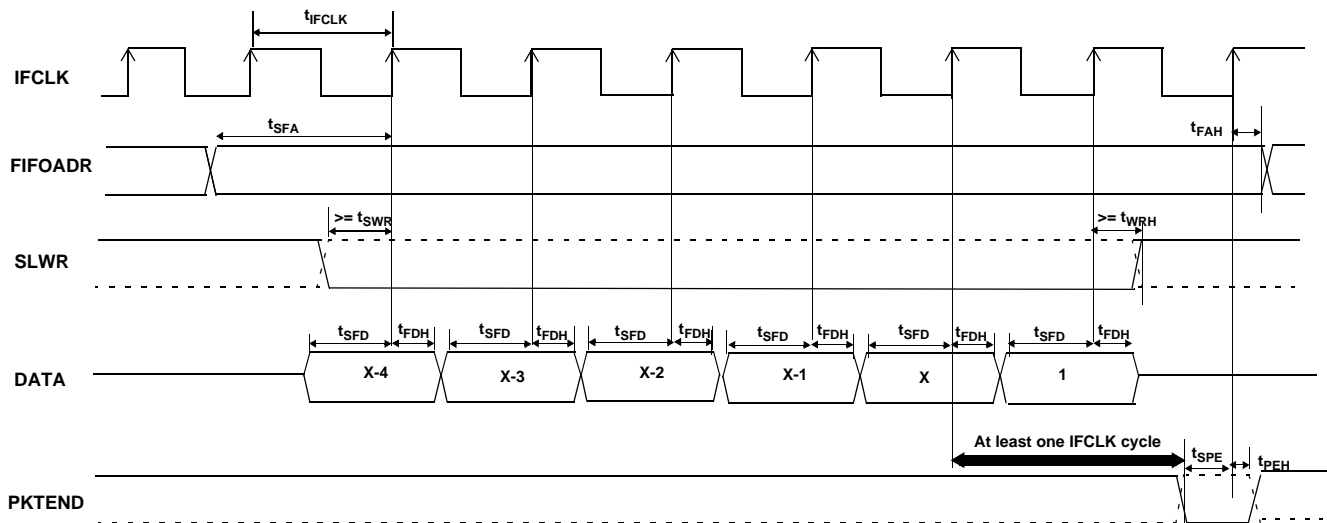 tIFCLK
IFCLK
tSFA
tFAH
FIFOADR
>= tSWR
>= tWRH
SLWR
tSFD tFDH tSFD tFDH tSFD tFDH tSFD tFDH tSFD tFDH tSFD tFDH
DATA
X-4 X-3 X-2 X-1 X 1
At least one IFCLK cycle
tSPE
tPEH
PKTEND